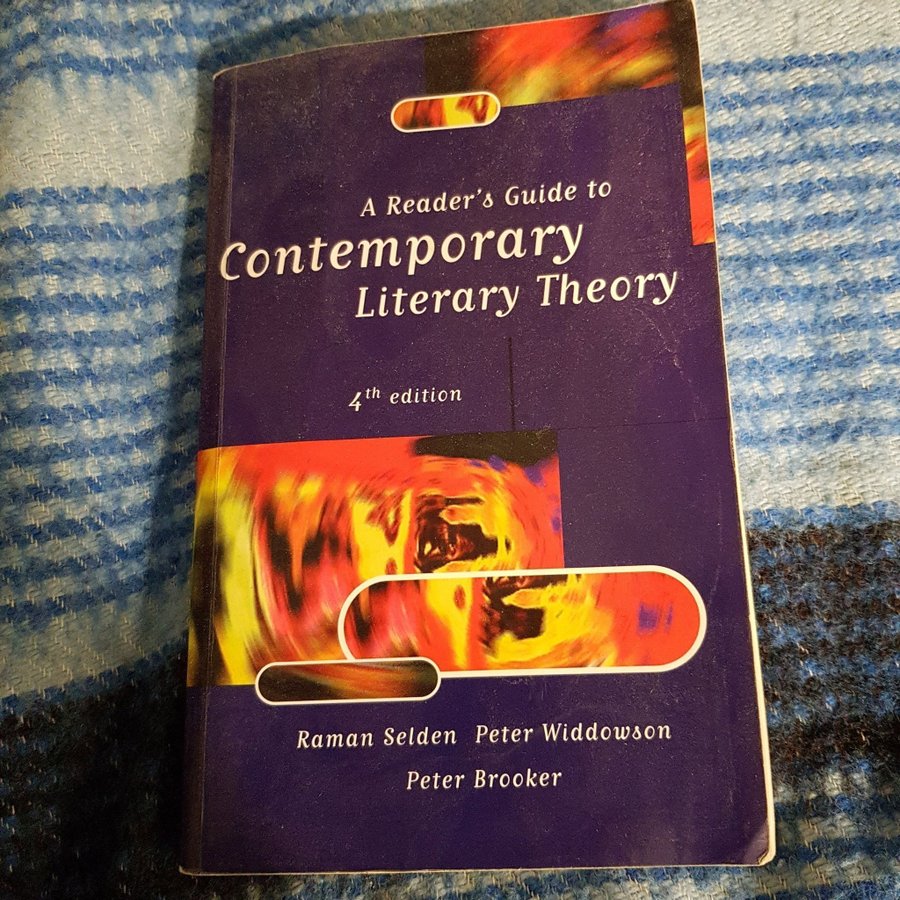 A Reader's Guide to
Contemporary
Literary Theory
4th edition
Raman Selden Peter Widdowson
Peter Brooker